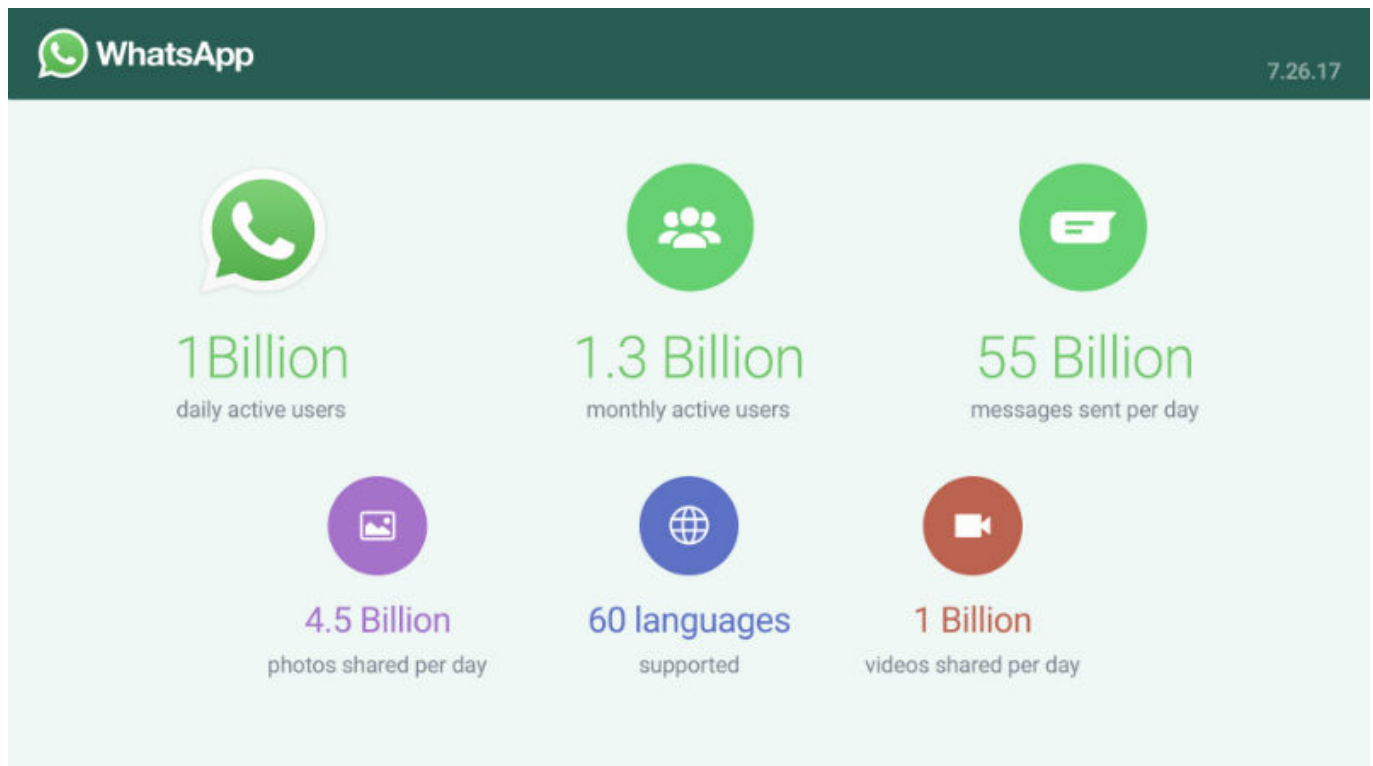 WhatsApp
7.26.17
1Billion
1.3 Billion
55 Billion
daily active users
monthly active users
messages sent per day
4.5 Billion
60 languages
1 Billion
photos shared per day
supported
videos shared per day